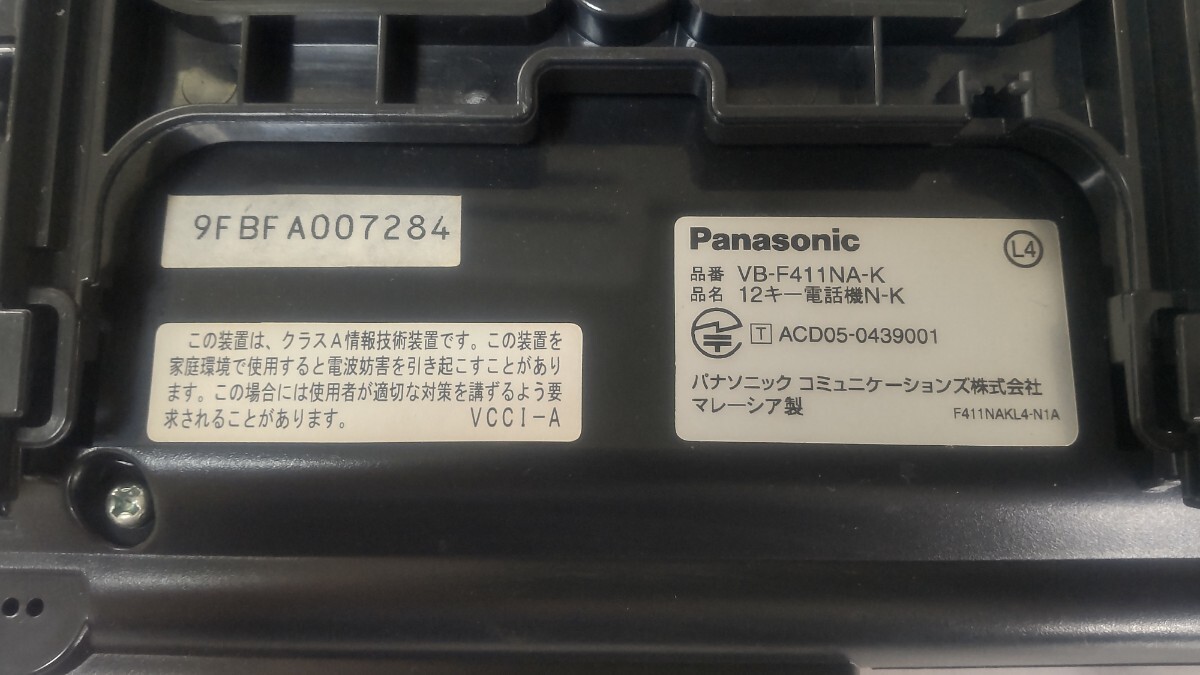 9FBFA007284
この装置は、クラスA情報技術装置です。この装置を
家庭環境で使用すると電波妨害を引き起こすことがあり
ます。この場合には使用者が適切な対策を講ずるよう要
求されることがあります。 VCCI-A
Panasonic
L4
品番 VB-F411NA-K
品名 12キー電話機N-K
T ACD05-0439001
パナソニック コミュニケーションズ株式会社
マレーシア製
F411NAKL4-N1A